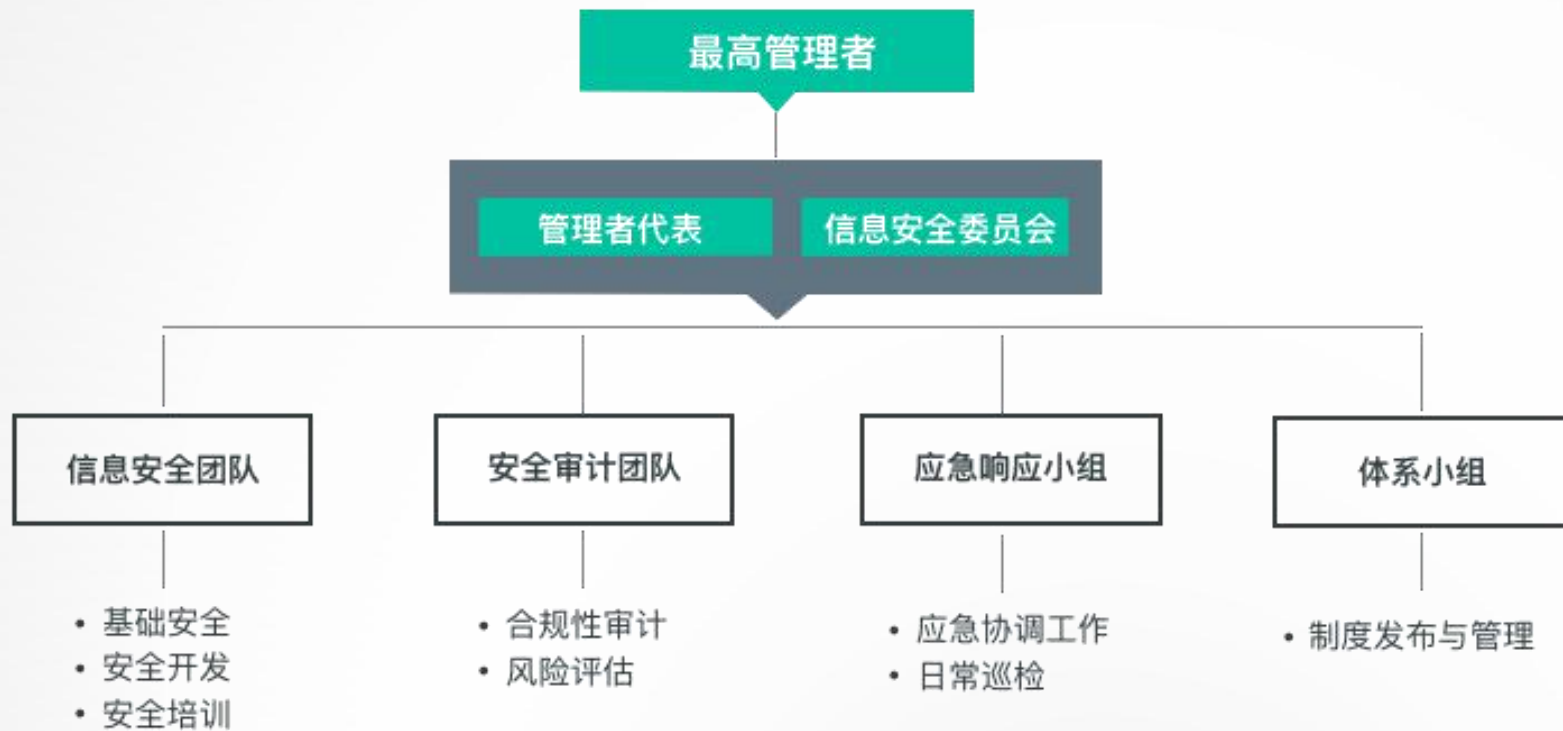 最高管理者
管理者代表
信息安全委员会
信息安全团队
安全审计团队
应急响应小组
体系小组
• 基础安全
• 安全开发
• 安全培训
• 合规性审计
• 风险评估
• 应急协调工作
• 日常巡检
• 制度发布与管理